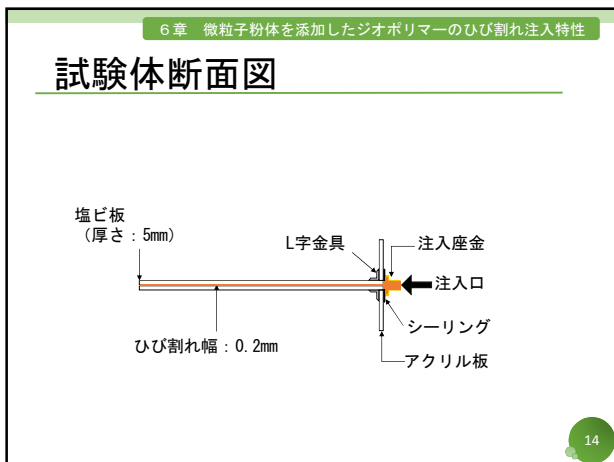 6章 微粒子粉体を添加したジオポリマーのひび割れ注入特性
試験体断面図
塩ビ板
（厚さ：5mm）
L字金具
注入座金
注入口
シーリング
ひび割れ幅：0.2mm
アクリル板
14